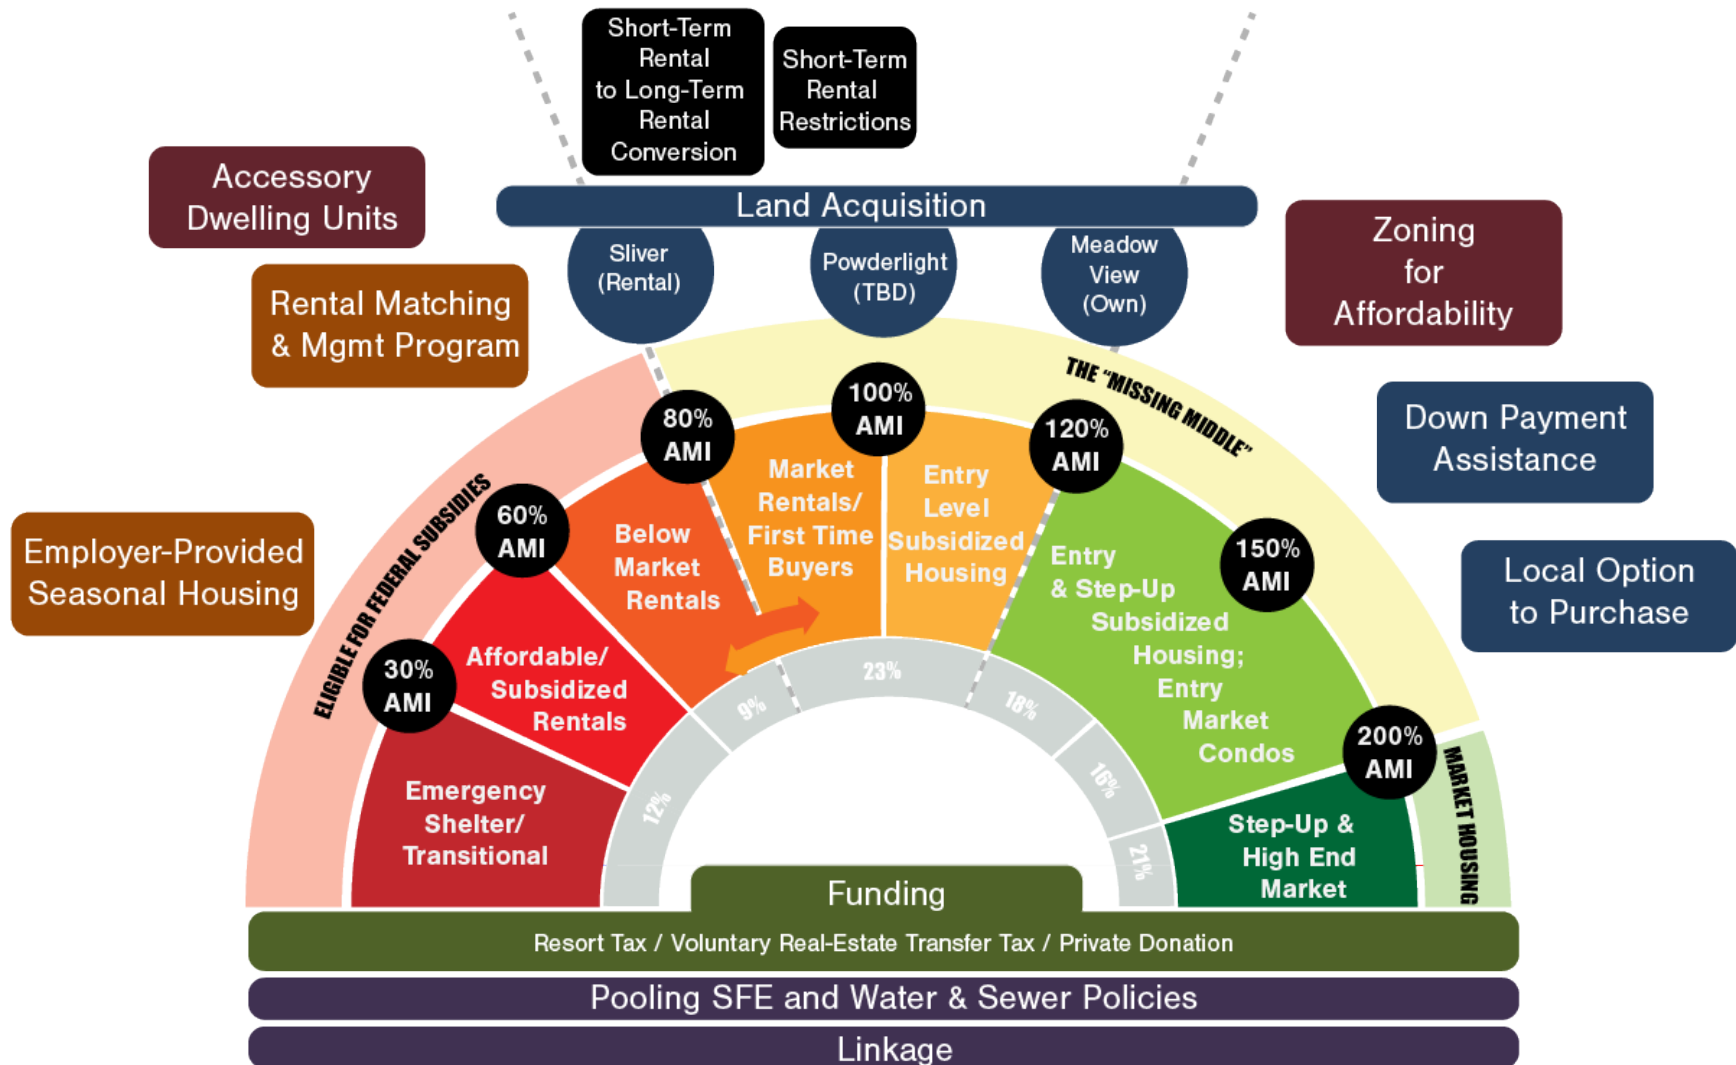 Short-Term
Rental
to Long-Term
Rental
Conversion
Short-Term
Rental
Restrictions
Accessory
Dwelling Units
Land Acquisition
Zoning
for
Affordability
Sliver
(Rental)
Powderlight
(TBD)
Meadow
View
(Own)
Rental Matching
& Mgmt Program
Down Payment
Assistance
Employer-Provided
Seasonal Housing
Local Option
to Purchase
ELIGIBLE FOR FEDERAL SUBSIDIES
THE "MISSING MIDDLE"
MARKET HOUSING
30%
AMI
60%
AMI
80%
AMI
100%
AMI
120%
AMI
150%
AMI
200%
AMI
Emergency
Shelter/
Transitional
Affordable/
Subsidized
Rentals
Below
Market
Rentals
Market
Rentals/
First Time
Buyers
Entry
Level
Subsidized
Housing
Entry
& Step-Up
Subsidized
Housing;
Entry
Market
Condos
Step-Up &
High End
Market
12%
9%
23%
18%
16%
21%
Funding
Resort Tax / Voluntary Real-Estate Transfer Tax / Private Donation
Pooling SFE and Water & Sewer Policies
Linkage